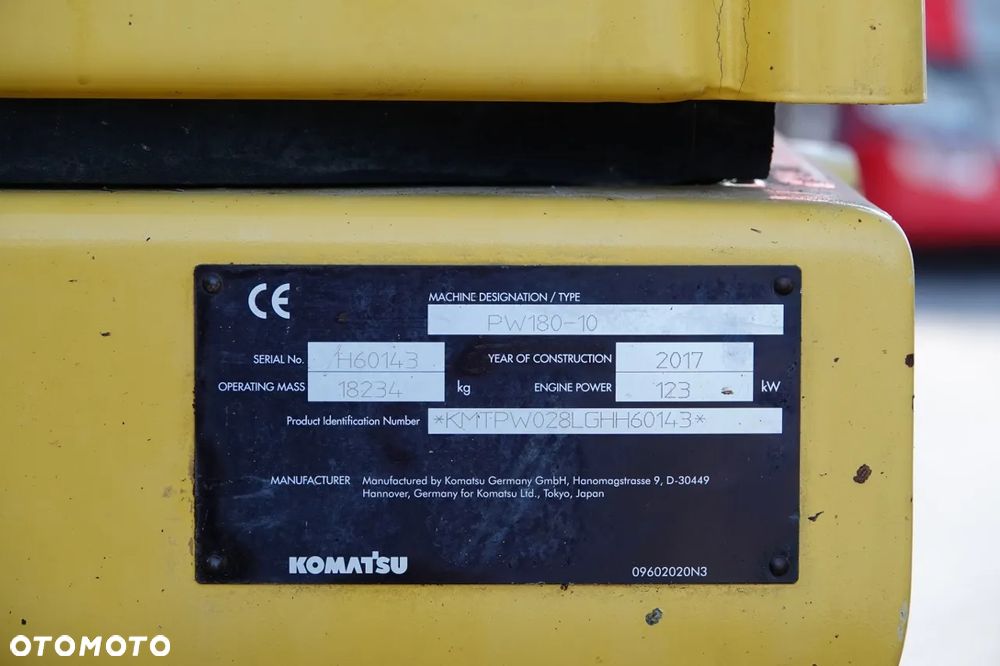 CE
MACHINE DESIGNATION / TYPE
PW180-10
SERIAL No. H60143 YEAR OF CONSTRUCTION 2017
OPERATING MASS 18234 kg ENGINE POWER 123 kW
Product Identification Number *KMTPW028LGHH60143*
MANUFACTURER Manufactured by Komatsu Germany GmbH, Hanomagstrasse 9, D-30449
Hannover, Germany for Komatsu Ltd., Tokyo, Japan
KOMATSU 09602020N3
OTOMOTO